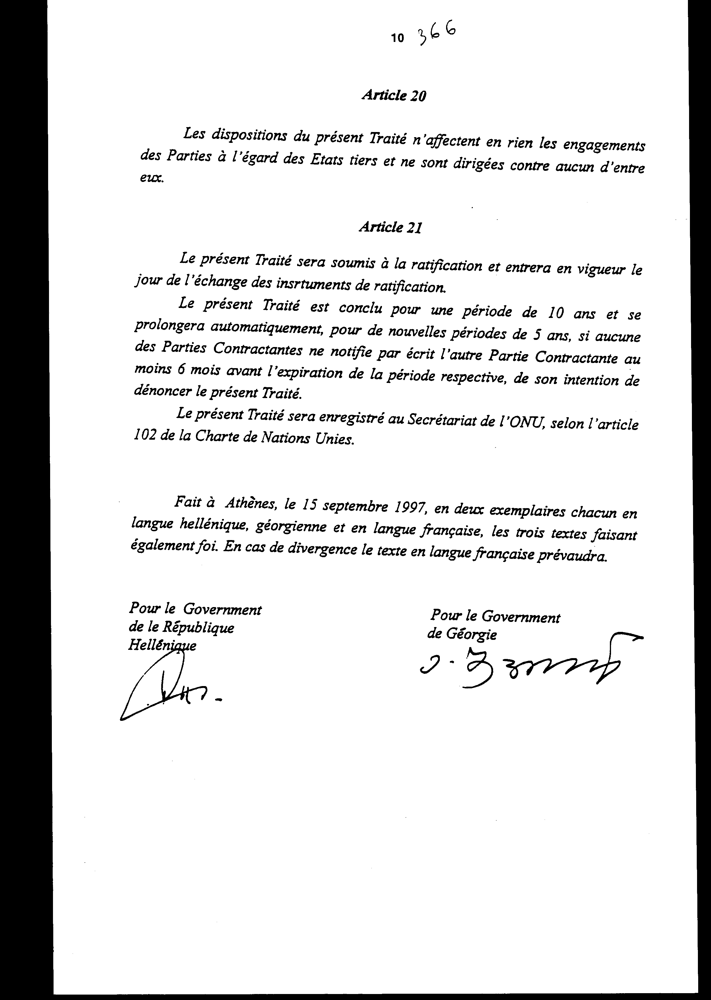 10 366
Article 20
Les dispositions du présent Traité n'affectent en rien les engagements
des Parties à l'égard des Etats tiers et ne sont dirigées contre aucun d'entre
eux.
Article 21
Le présent Traité sera soumis à la ratification et entrera en vigueur le
jour de l'échange des insrtuments de ratification.
Le présent Traité est conclu pour une période de 10 ans et se
prolongera automatiquement, pour de nouvelles périodes de 5 ans, si aucune
des Parties Contractantes ne notifie par écrit l'autre Partie Contractante au
moins 6 mois avant l'expiration de la période respective, de son intention de
dénoncer le présent Traité.
Le présent Traité sera enregistré au Secrétariat de l'ONU, selon l'article
102 de la Charte de Nations Unies.
Fait à Athènes, le 15 septembre 1997, en deux exemplaires chacun en
langue hellénique, géorgienne et en langue française, les trois textes faisant
également foi. En cas de divergence le texte en langue française prévaudra.
Pour le Government
de le République
Hellénique
Pour le Government
de Géorgie